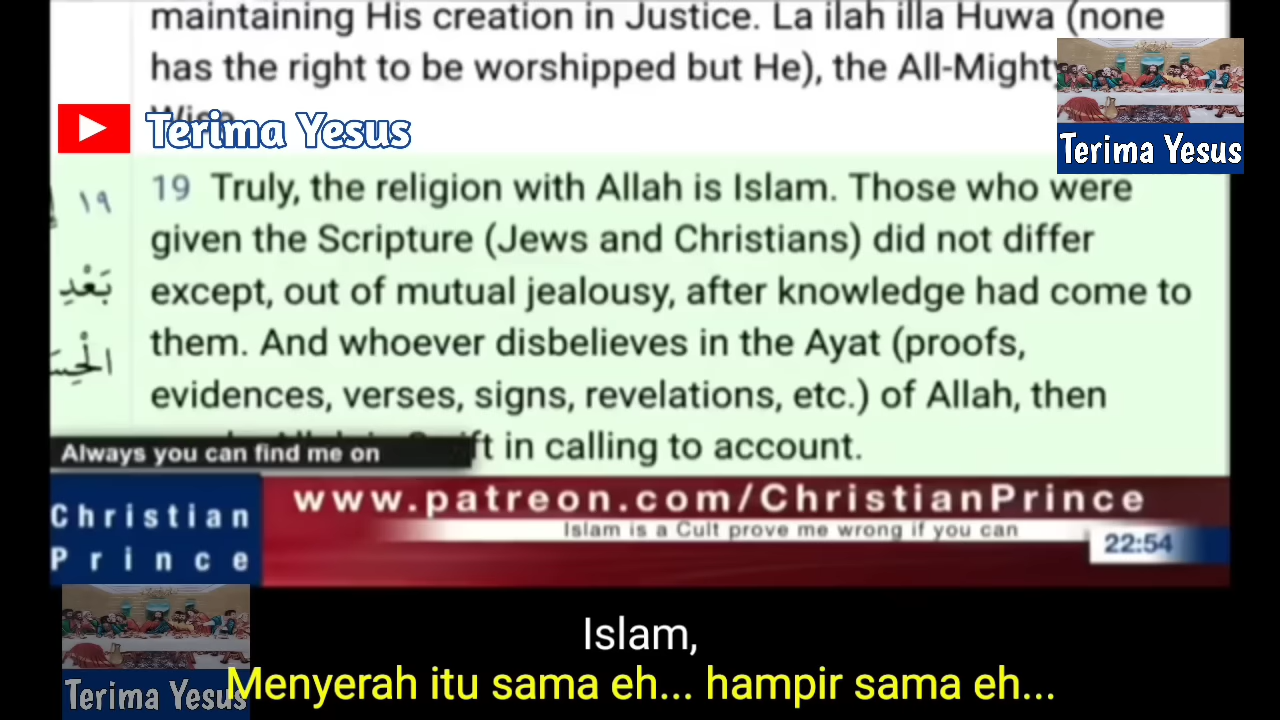 maintaining His creation in Justice. La ilah illa Huwa (none
has the right to be worshipped but He), the All-Mighty
Terima Yesus
Terima Yesus
١٩
19 Truly, the religion with Allah is Islam. Those who were
given the Scripture (Jews and Christians) did not differ
بَعْدِ
except, out of mutual jealousy, after knowledge had come to
them. And whoever disbelieves in the Ayat (proofs,
evidences, verses, signs, revelations, etc.) of Allah, then
in calling to account.
Always you can find me on
www.patreon.com/ChristianPrince
Christian
Prince
Islam is a Cult prove me wrong if you can
22:54
Islam,
Terima Yesus
Menyerah itu sama eh... hampir sama eh...